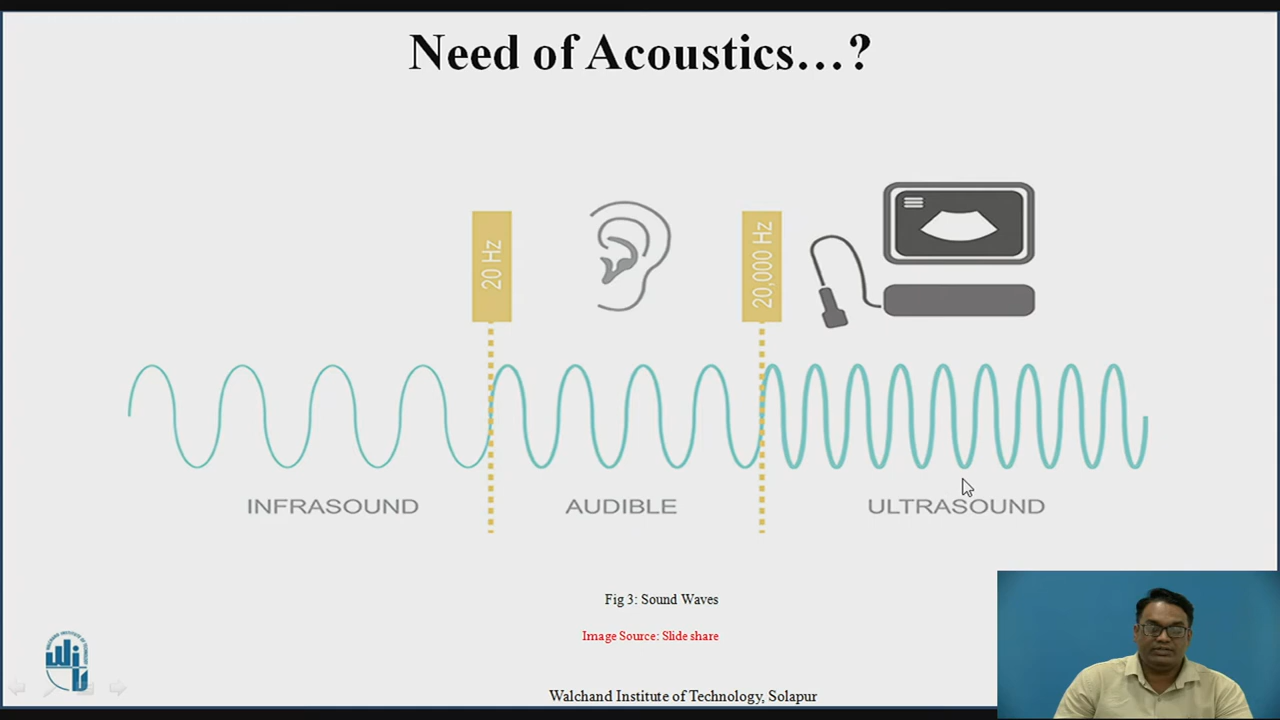 Need of Acoustics...?
20 Hz
20,000 Hz
INFRASOUND
AUDIBLE
ULTRASOUND
Fig 3: Sound Waves
Image Source: Slide share
Walchand Institute of Technology, Solapur